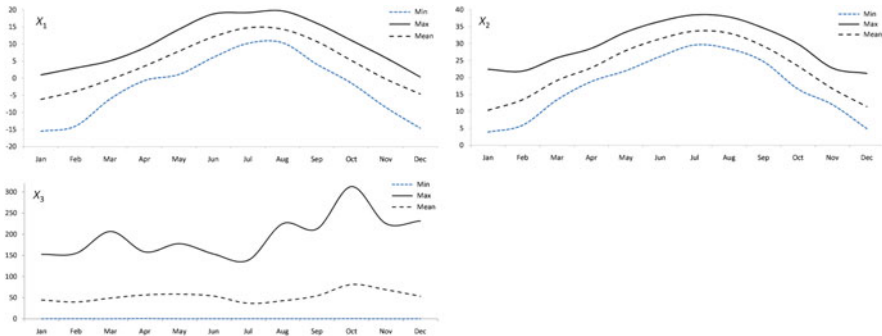 X1
Min
Max
Mean
20
15
10
5
0
-5
-10
-15
-20
Jan Feb Mar Apr May Jun Jul Aug Sep Oct Nov Dec
X2
Min
Max
Mean
40
35
30
25
20
15
10
5
0
Jan Feb Mar Apr May Jun Jul Aug Sep Oct Nov Dec
X3
Min
Max
Mean
300
250
200
150
100
50
0
Jan Feb Mar Apr May Jun Jul Aug Sep Oct Nov Dec